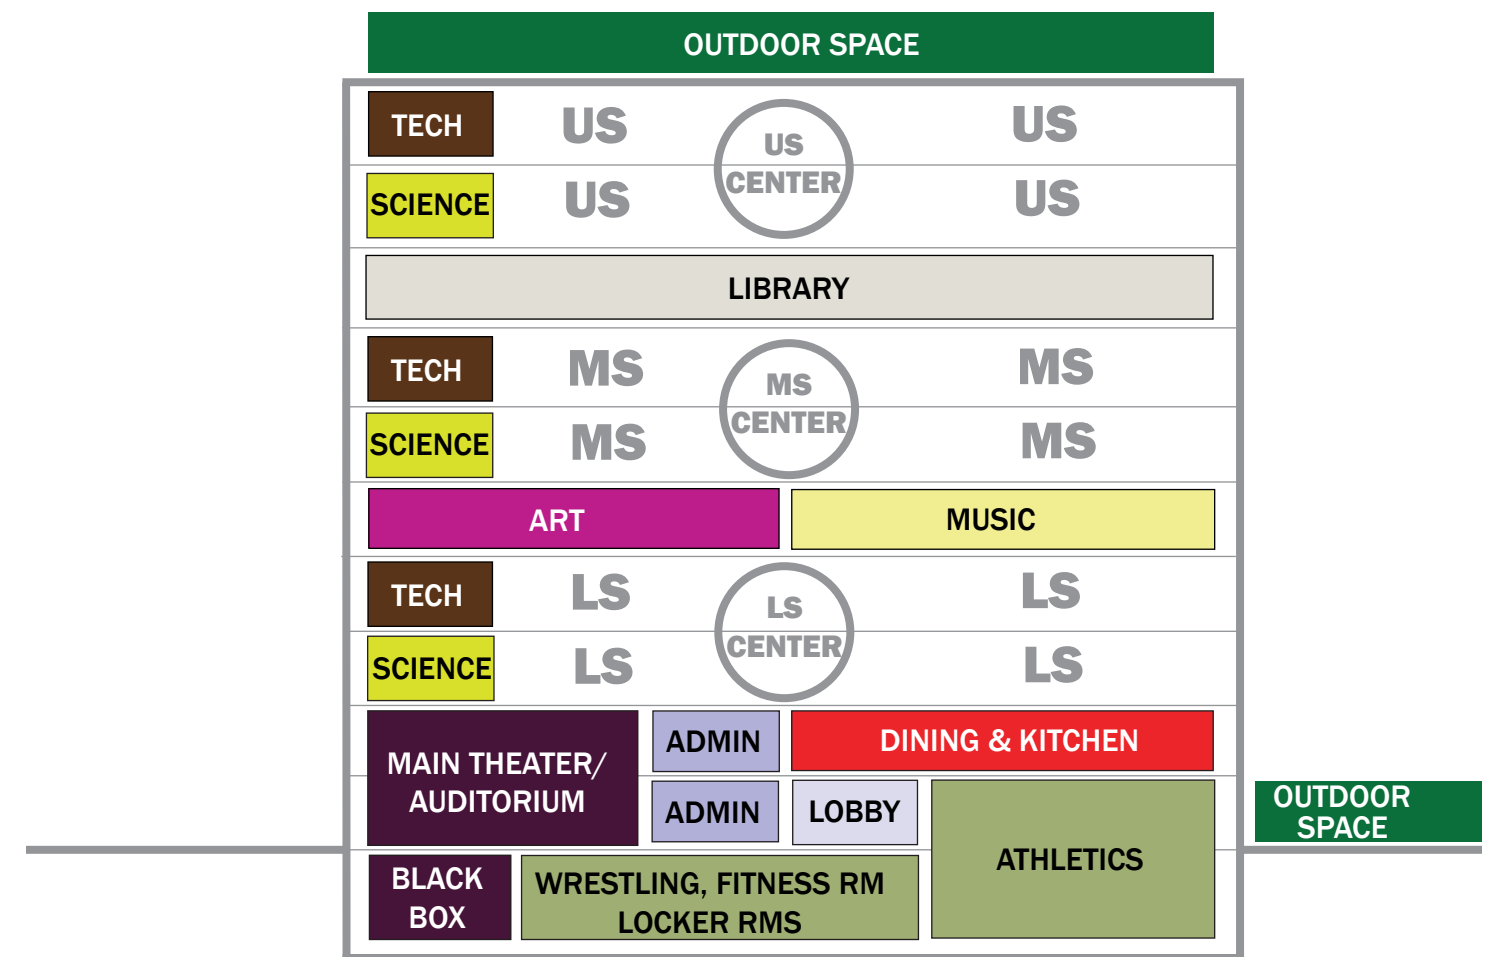 OUTDOOR SPACE
TECH US US CENTER US
SCIENCE US US
LIBRARY
TECH MS MS CENTER MS
SCIENCE MS MS
ART MUSIC
TECH LS LS CENTER LS
SCIENCE LS LS
MAIN THEATER/
AUDITORIUM
ADMIN DINING & KITCHEN
ADMIN LOBBY
ATHLETICS
OUTDOOR
SPACE
BLACK
BOX
WRESTLING, FITNESS RM
LOCKER RMS